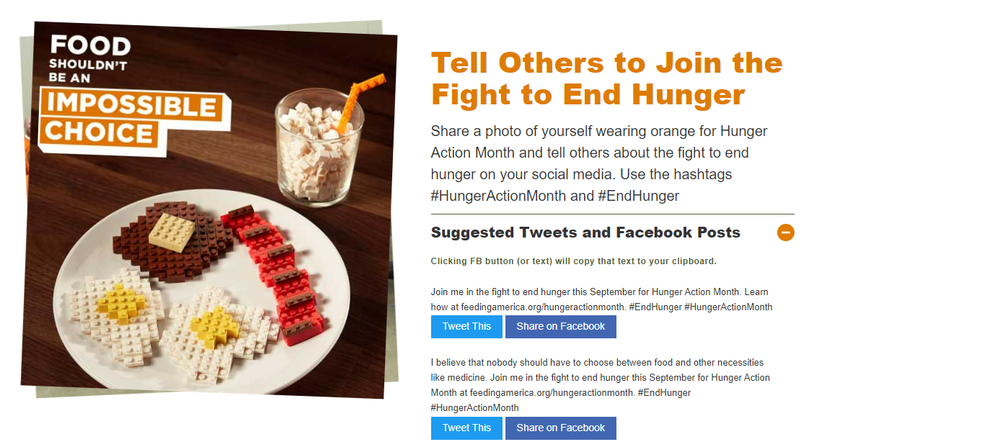 FOOD
SHOULDN'T
BE AN
IMPOSSIBLE
CHOICE
Tell Others to Join the
Fight to End Hunger
Share a photo of yourself wearing orange for Hunger
Action Month and tell others about the fight to end
hunger on your social media. Use the hashtags
#HungerActionMonth and #EndHunger
Suggested Tweets and Facebook Posts
Clicking FB button (or text) will copy that text to your clipboard.
Join me in the fight to end hunger this September for Hunger Action Month. Learn
how at feedingamerica.org/hungeractionmonth. #EndHunger #HungerActionMonth
Tweet This Share on Facebook
I believe that nobody should have to choose between food and other necessities
like medicine. Join me in the fight to end hunger this September for Hunger Action
Month at feedingamerica.org/hungeractionmonth. #EndHunger
#HungerActionMonth
Tweet This Share on Facebook